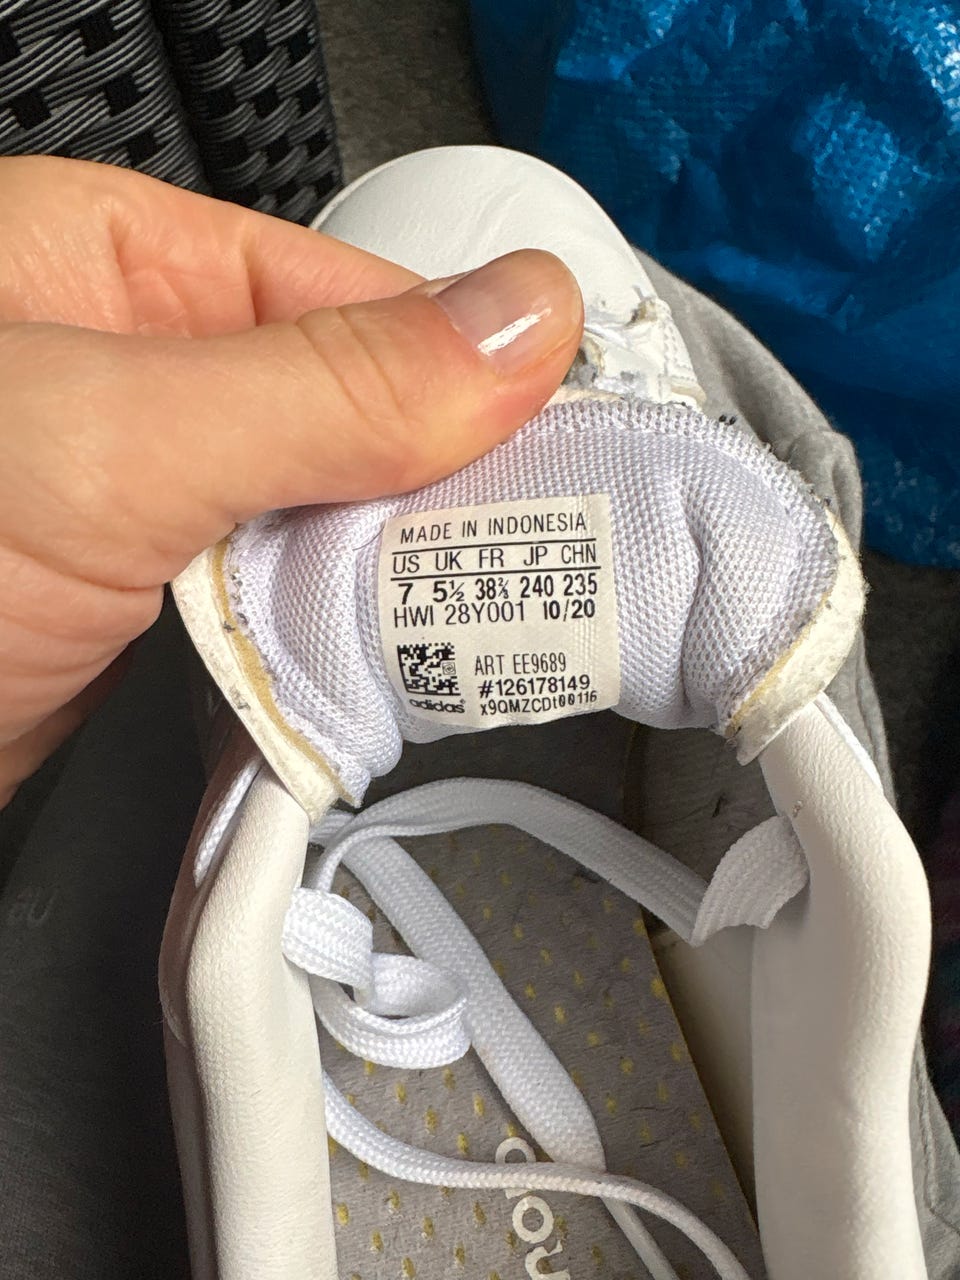 MADE IN INDONESIA
US UK FR JP CHN
7 5½ 38⅔ 240 235
HWI 28Y001 10/20
ART EE9689
#126178149
adidas x9QMZCDt00116